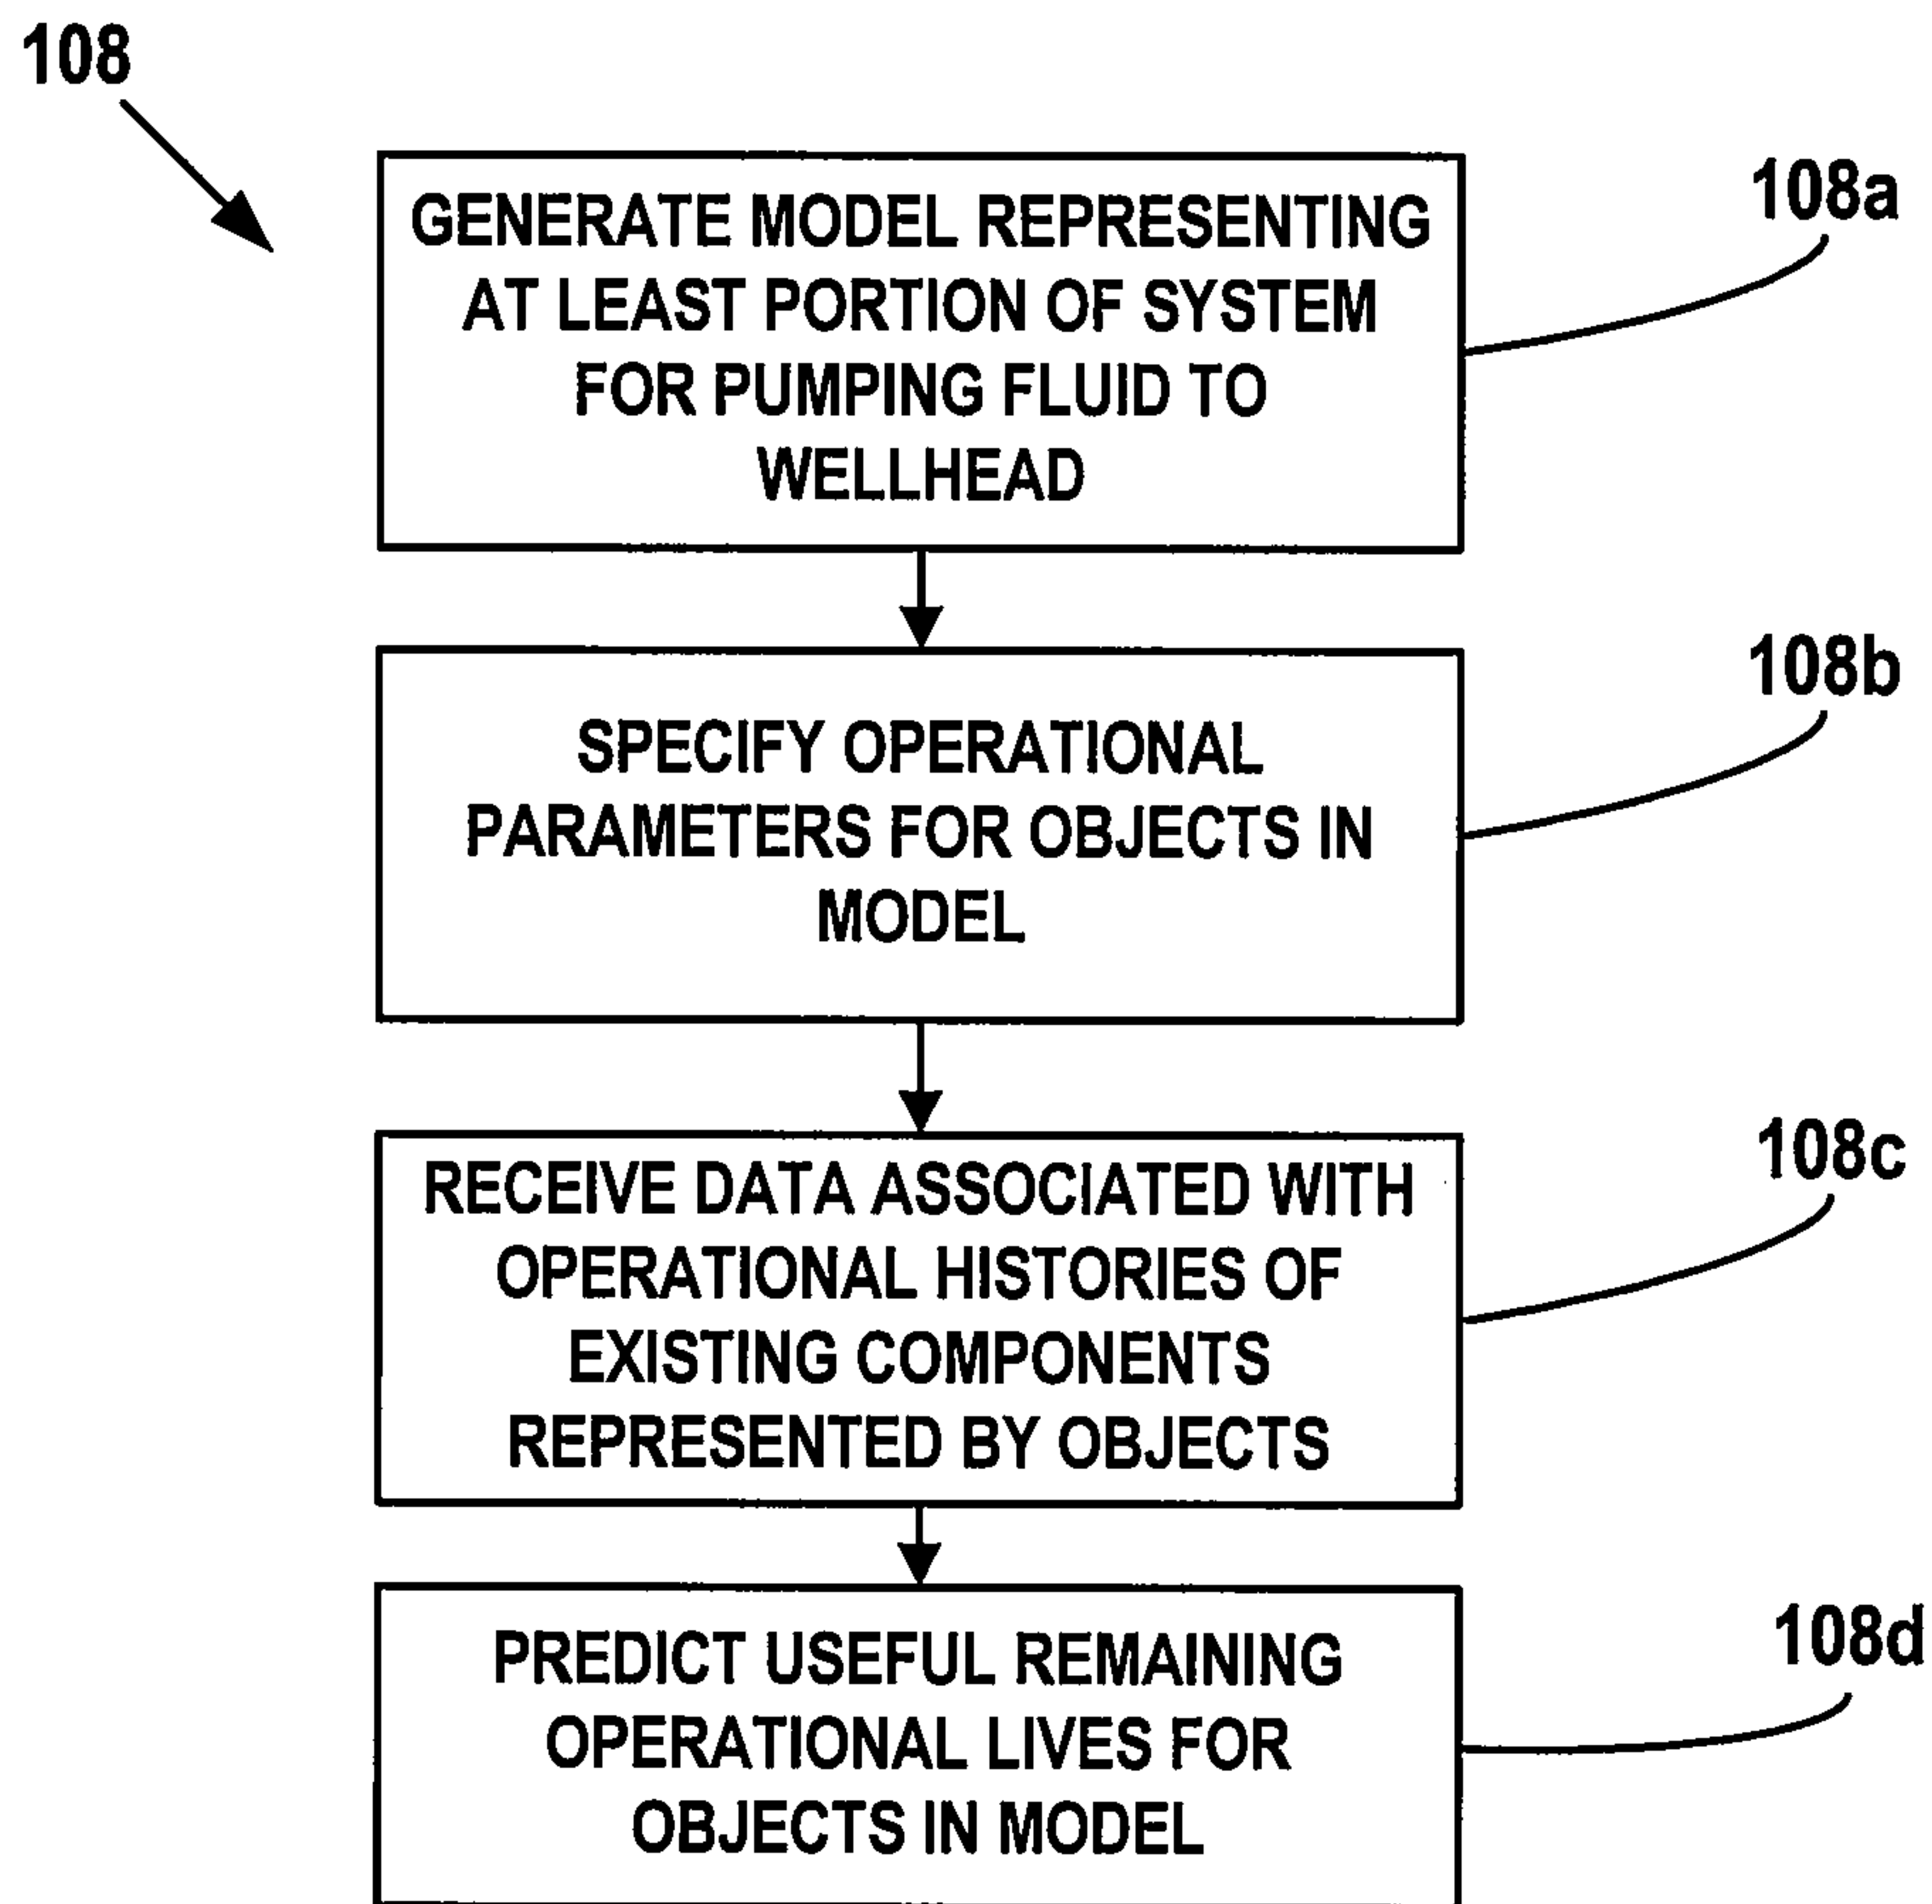 108
GENERATE MODEL REPRESENTING
AT LEAST PORTION OF SYSTEM
FOR PUMPING FLUID TO
WELLHEAD
108a
SPECIFY OPERATIONAL
PARAMETERS FOR OBJECTS IN
MODEL
108b
RECEIVE DATA ASSOCIATED WITH
OPERATIONAL HISTORIES OF
EXISTING COMPONENTS
REPRESENTED BY OBJECTS
108c
PREDICT USEFUL REMAINING
OPERATIONAL LIVES FOR
OBJECTS IN MODEL
108d